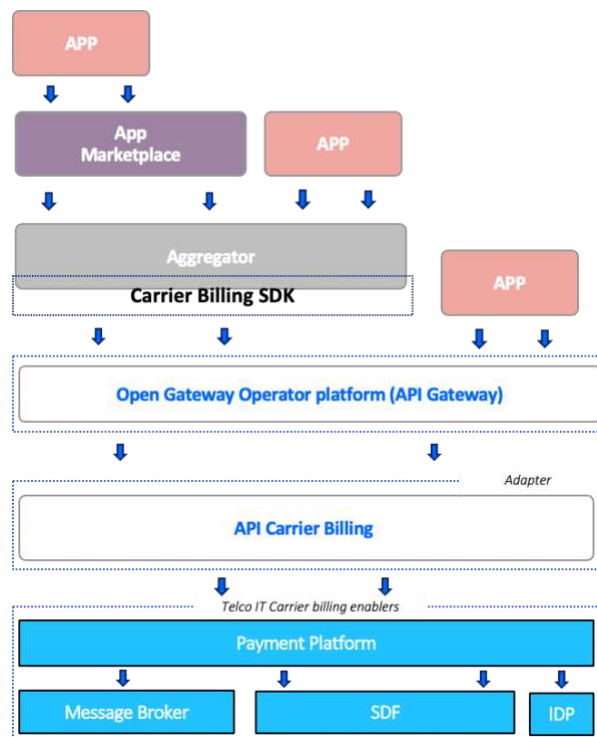 APP
App
Marketplace
APP
Aggregator
Carrier Billing SDK
APP
Open Gateway Operator platform (API Gateway)
Adapter
API Carrier Billing
Telco IT Carrier billing enablers
Payment Platform
Message Broker
SDF
IDP